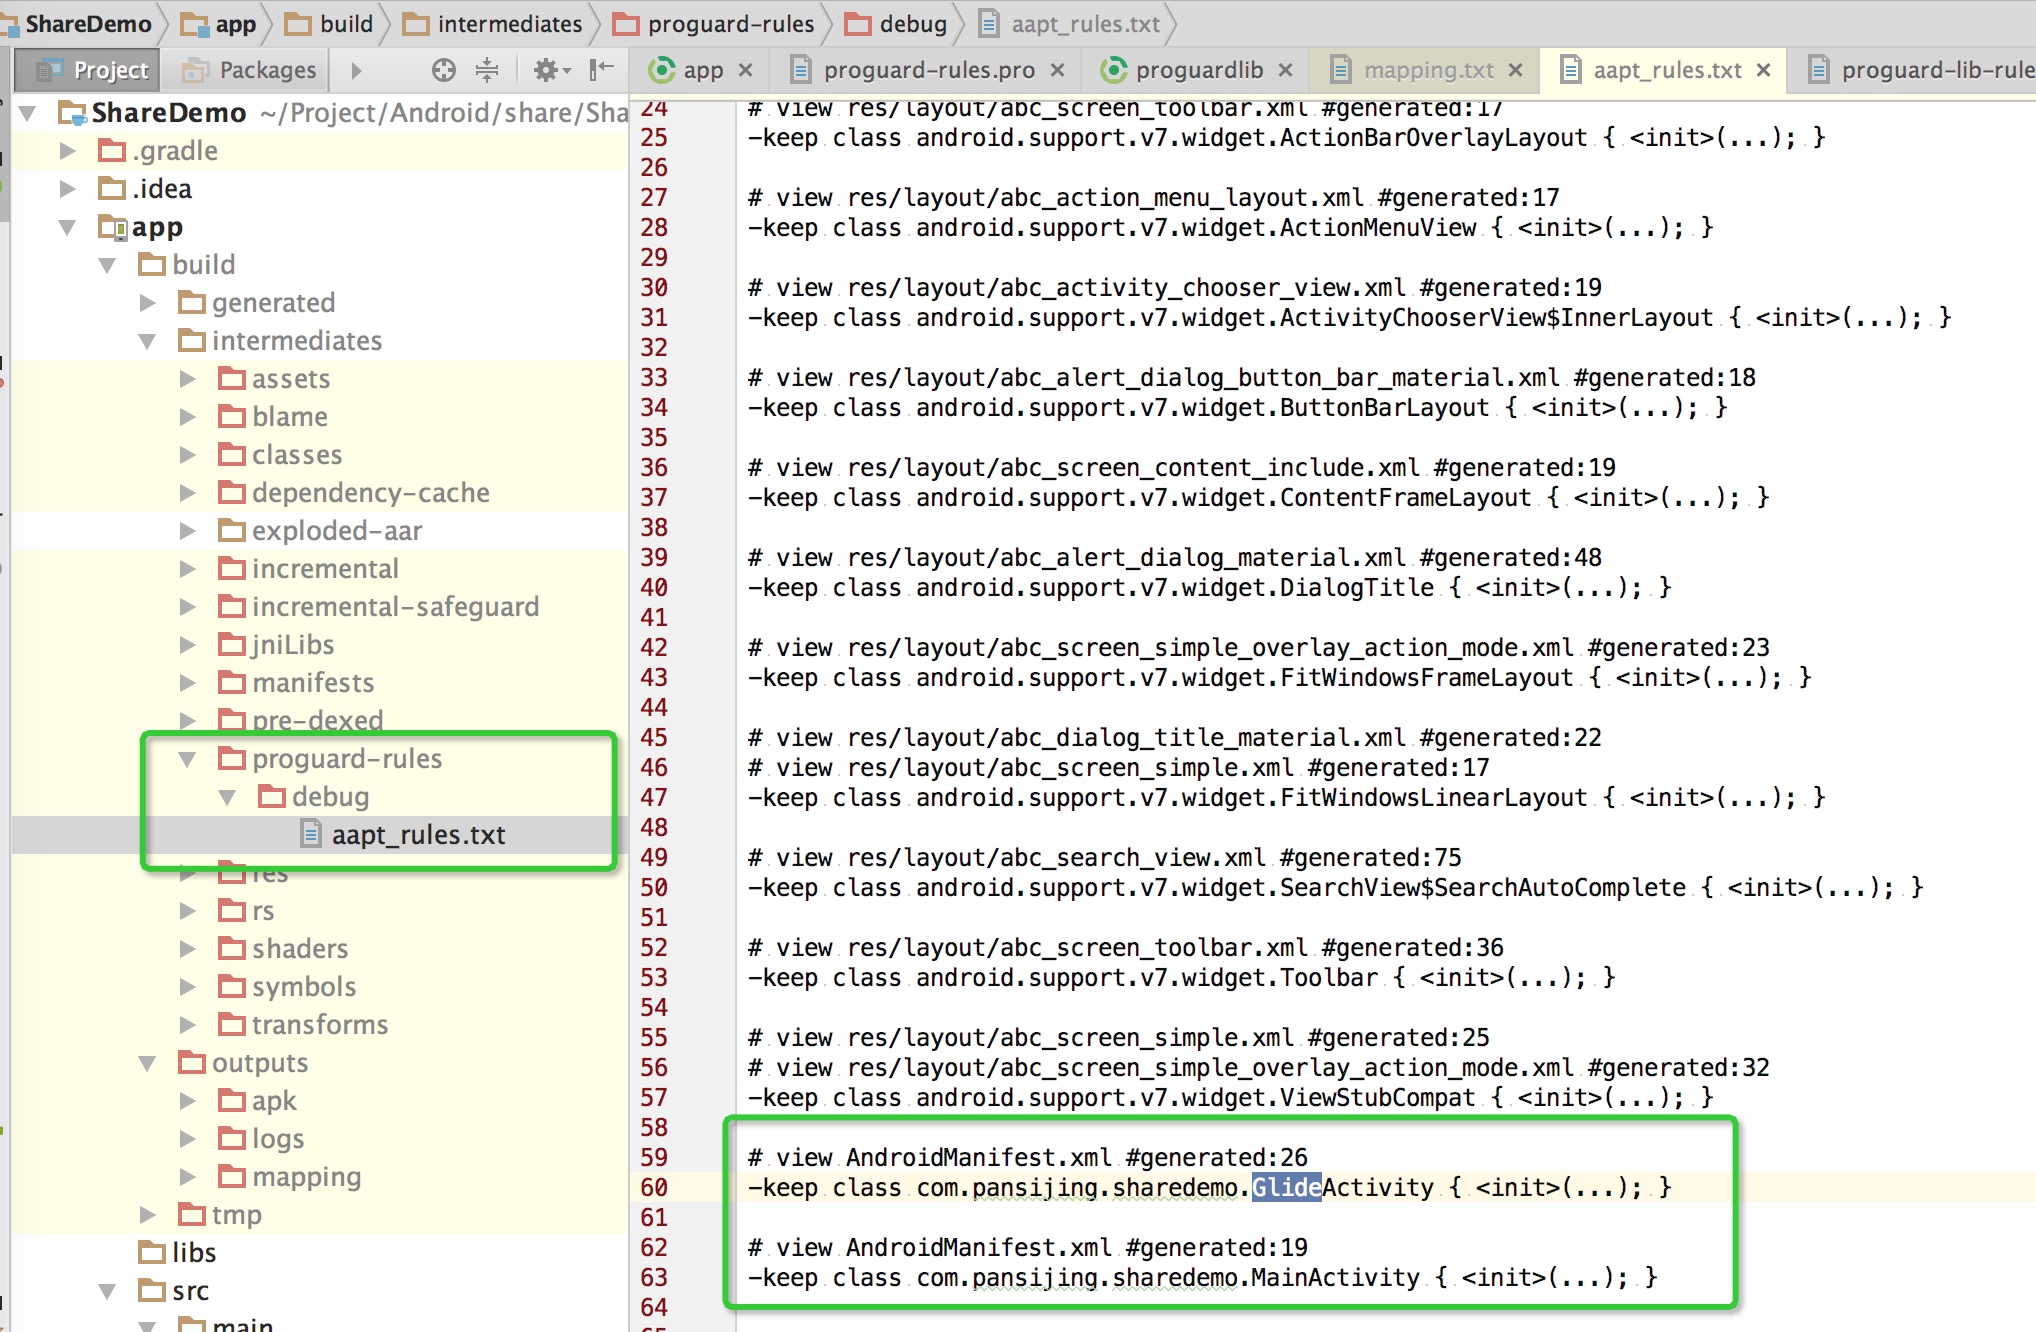 ShareDemo app build intermediates proguard-rules debug aapt_rules.txt
Project Packages
app proguard-rules.pro proguardlib mapping.txt aapt_rules.txt proguard-lib-rule
ShareDemo ~/Project/Android/share/Sha
.gradle
.idea
app
build
generated
intermediates
assets
blame
classes
dependency-cache
exploded-aar
incremental
incremental-safeguard
jniLibs
manifests
pre-dexed
proguard-rules
debug
aapt_rules.txt
res
rs
shaders
symbols
transforms
outputs
apk
logs
mapping
tmp
libs
src
main
24 # view res/layout/abc_screen_toolbar.xml #generated:17
25 -keep class android.support.v7.widget.ActionBarOverlayLayout { <init>(...); }
26
27 # view res/layout/abc_action_menu_layout.xml #generated:17
28 -keep class android.support.v7.widget.ActionMenuView { <init>(...); }
29
30 # view res/layout/abc_activity_chooser_view.xml #generated:19
31 -keep class android.support.v7.widget.ActivityChooserView$InnerLayout { <init>(...); }
32
33 # view res/layout/abc_alert_dialog_button_bar_material.xml #generated:18
34 -keep class android.support.v7.widget.ButtonBarLayout { <init>(...); }
35
36 # view res/layout/abc_screen_content_include.xml #generated:19
37 -keep class android.support.v7.widget.ContentFrameLayout { <init>(...); }
38
39 # view res/layout/abc_alert_dialog_material.xml #generated:48
40 -keep class android.support.v7.widget.DialogTitle { <init>(...); }
41
42 # view res/layout/abc_screen_simple_overlay_action_mode.xml #generated:23
43 -keep class android.support.v7.widget.FitWindowsFrameLayout { <init>(...); }
44
45 # view res/layout/abc_dialog_title_material.xml #generated:22
46 # view res/layout/abc_screen_simple.xml #generated:17
47 -keep class android.support.v7.widget.FitWindowsLinearLayout { <init>(...); }
48
49 # view res/layout/abc_search_view.xml #generated:75
50 -keep class android.support.v7.widget.SearchView$SearchAutoComplete { <init>(...); }
51
52 # view res/layout/abc_screen_toolbar.xml #generated:36
53 -keep class android.support.v7.widget.Toolbar { <init>(...); }
54
55 # view res/layout/abc_screen_simple.xml #generated:25
56 # view res/layout/abc_screen_simple_overlay_action_mode.xml #generated:32
57 -keep class android.support.v7.widget.ViewStubCompat { <init>(...); }
58
59 # view AndroidManifest.xml #generated:26
60 -keep class com.pansijing.sharedemo.GlideActivity { <init>(...); }
61
62 # view AndroidManifest.xml #generated:19
63 -keep class com.pansijing.sharedemo.MainActivity { <init>(...); }
64